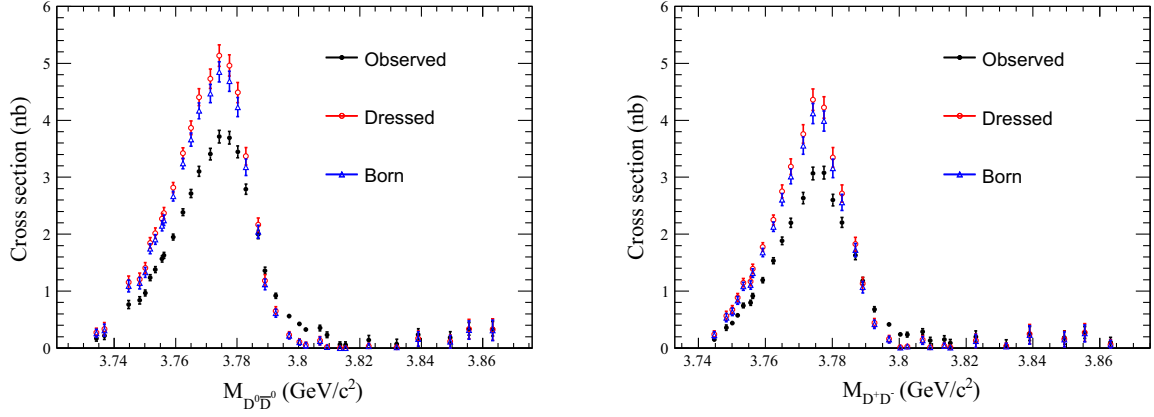 Cross section (nb)
6
5
4
3
2
1
0
Observed
Dressed
Born
3.74 3.76 3.78 3.8 3.82 3.84 3.86
M_{D^0\overline{D}^0} (GeV/c^2)
Cross section (nb)
6
5
4
3
2
1
0
Observed
Dressed
Born
3.74 3.76 3.78 3.8 3.82 3.84 3.86
M_{D^+D^-} (GeV/c^2)